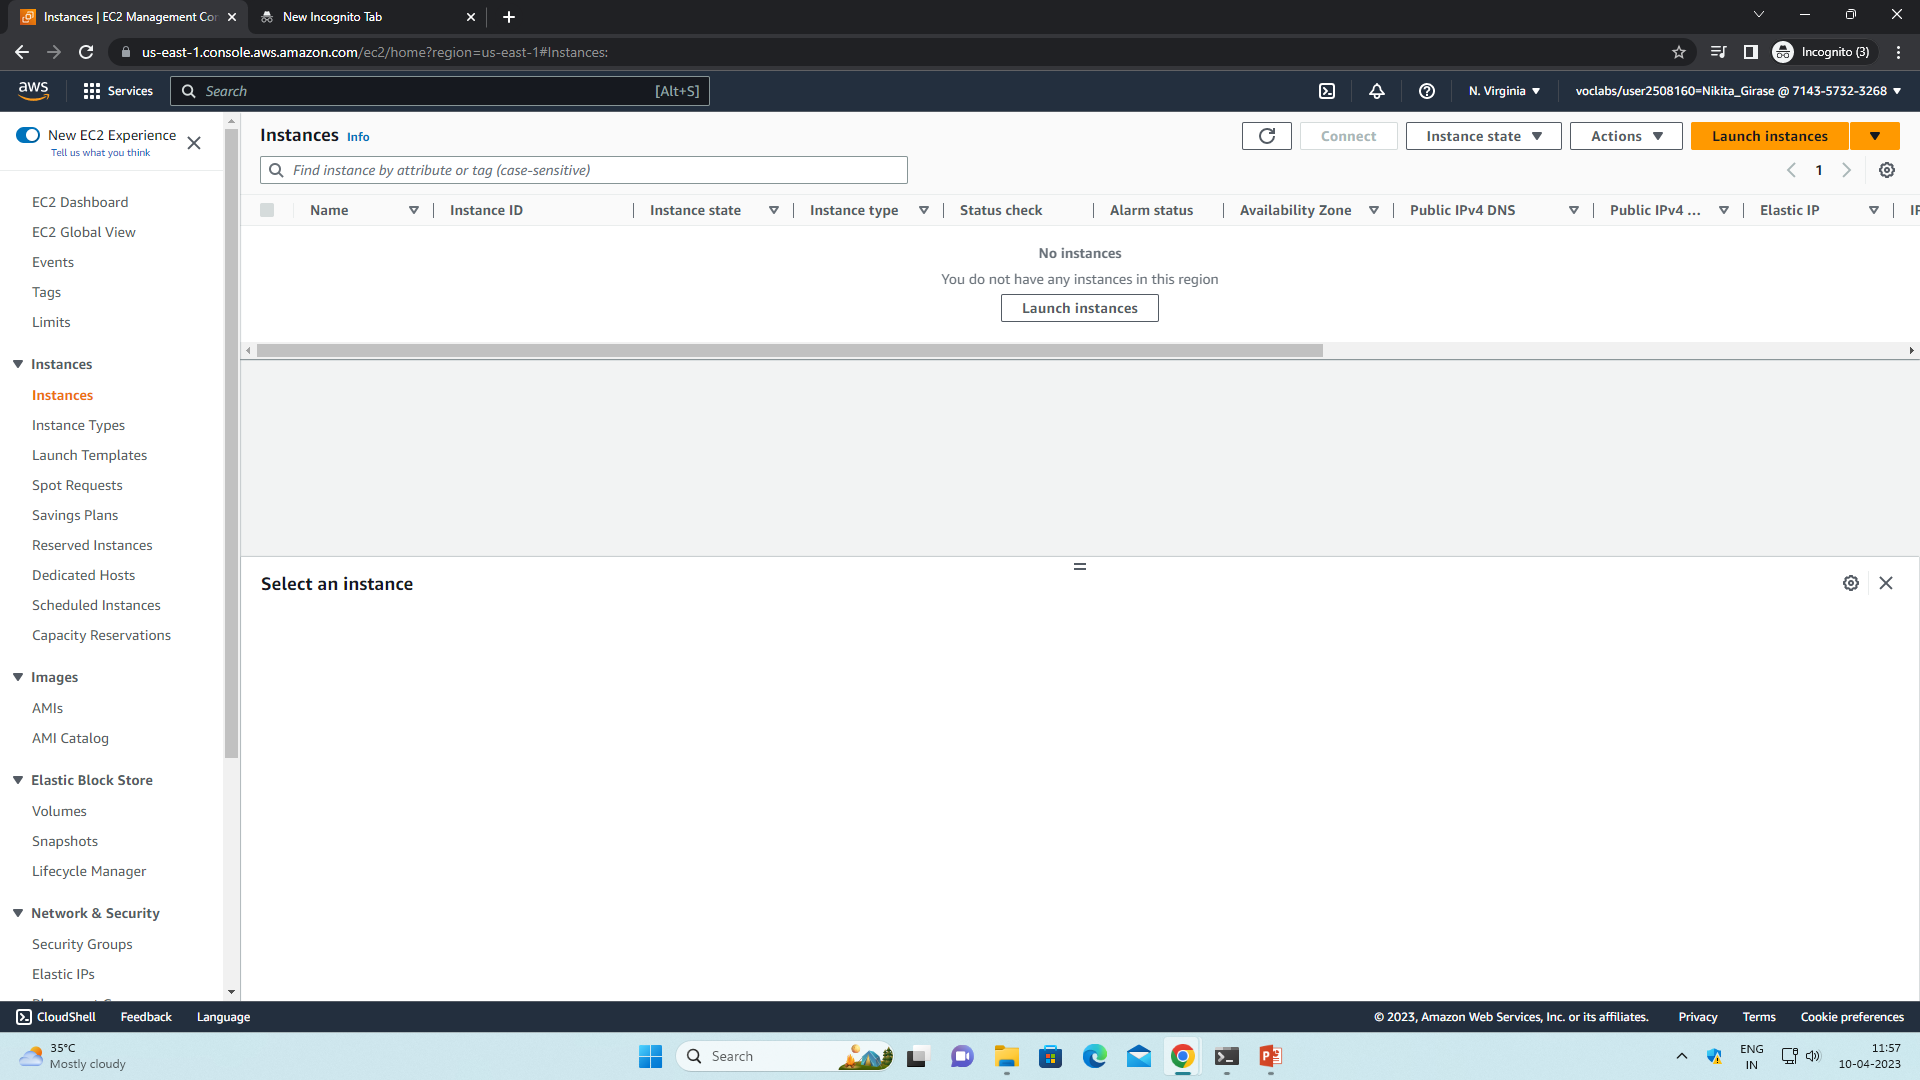 Instances | EC2 Management Con
New Incognito Tab
us-east-1.console.aws.amazon.com/ec2/home?region=us-east-1#Instances:
Incognito (3)
aws
Services
Search
[Alt+S]
N. Virginia
voclabs/user2508160=Nikita_Girase @ 7143-5732-3268
New EC2 Experience
Tell us what you think
EC2 Dashboard
EC2 Global View
Events
Tags
Limits
Instances
Instances
Instance Types
Launch Templates
Spot Requests
Savings Plans
Reserved Instances
Dedicated Hosts
Scheduled Instances
Capacity Reservations
Images
AMIs
AMI Catalog
Elastic Block Store
Volumes
Snapshots
Lifecycle Manager
Network & Security
Security Groups
Elastic IPs
Instances Info
Connect
Instance state
Actions
Launch instances
Find instance by attribute or tag (case-sensitive)
1
Name
Instance ID
Instance state
Instance type
Status check
Alarm status
Availability Zone
Public IPv4 DNS
Public IPv4 ...
Elastic IP
IP
No instances
You do not have any instances in this region
Launch instances
Select an instance
CloudShell
Feedback
Language
© 2023, Amazon Web Services, Inc. or its affiliates.
Privacy
Terms
Cookie preferences
35°C
Mostly cloudy
Search
ENG
IN
11:57
10-04-2023